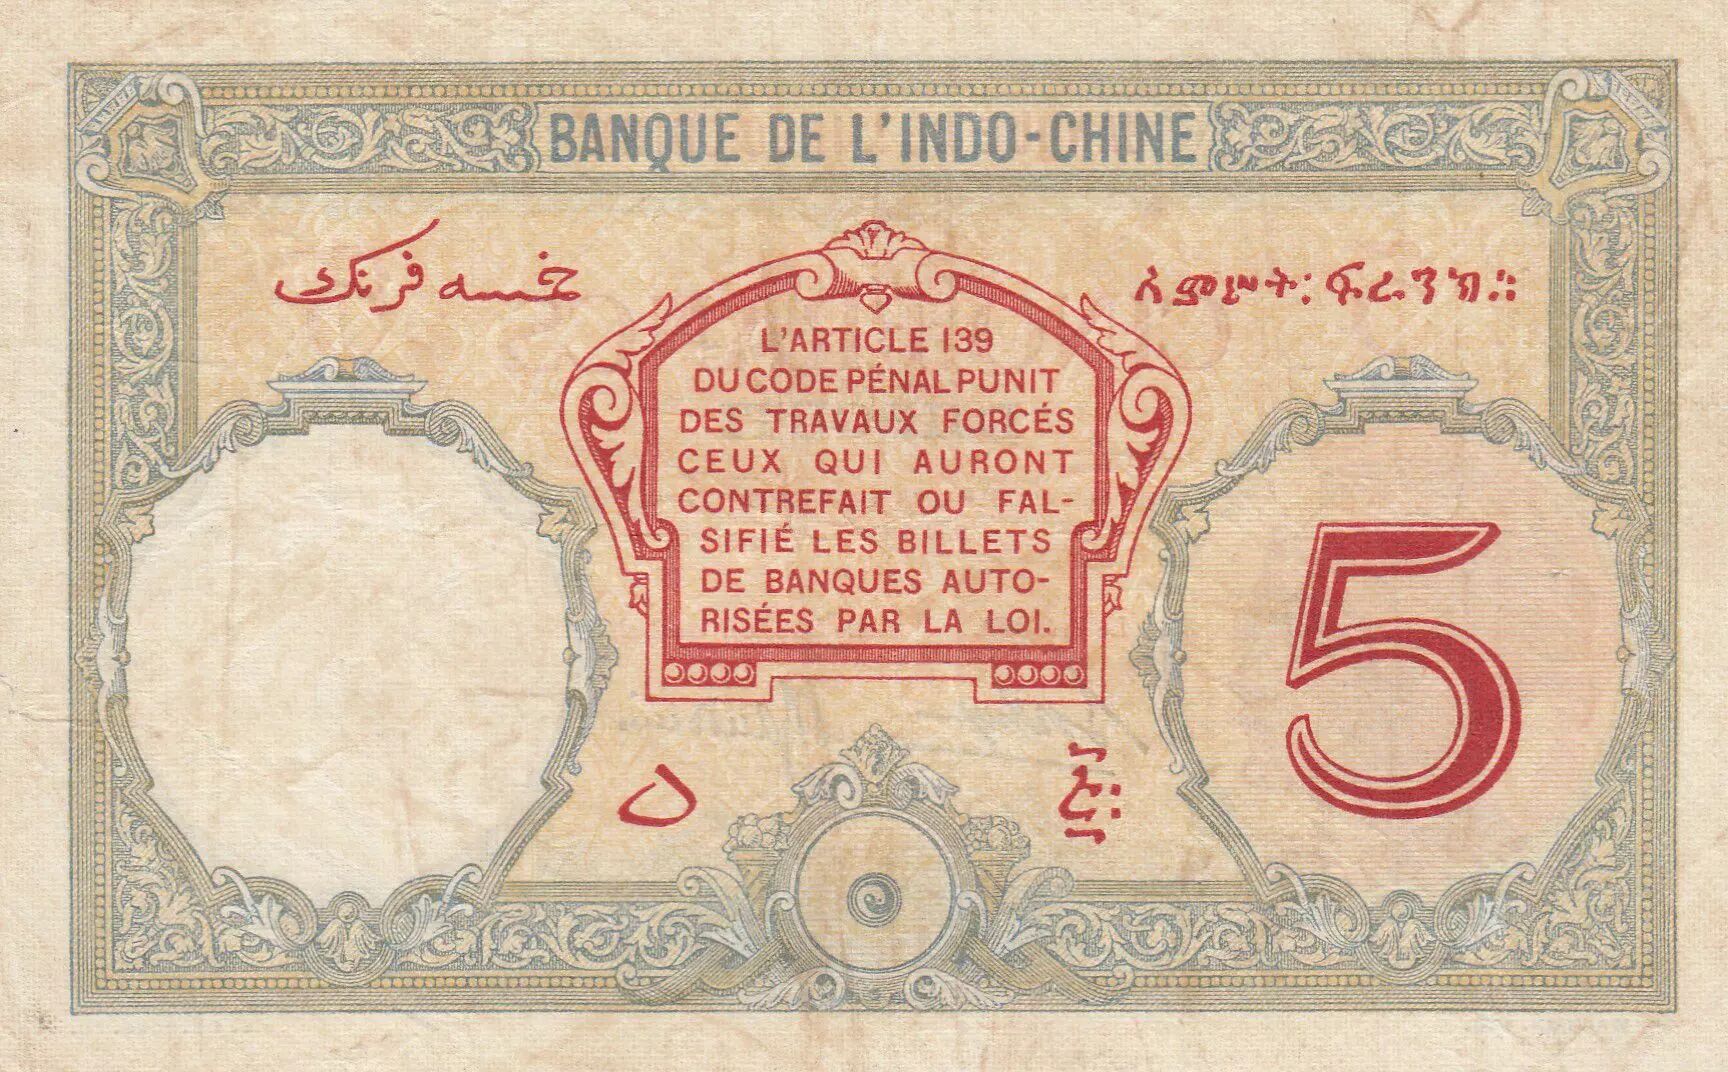 BANQUE DE L'INDO-CHINE
خمسه فرنك
አምስት፡ ፍራንክ።
L'ARTICLE 139
DU CODE PÉNAL PUNIT
DES TRAVAUX FORCÉS
CEUX QUI AURONT
CONTREFAIT OU FAL-
SIFIÉ LES BILLETS
DE BANQUES AUTO-
RISÉES PAR LA LOI.
5
٥
፭።